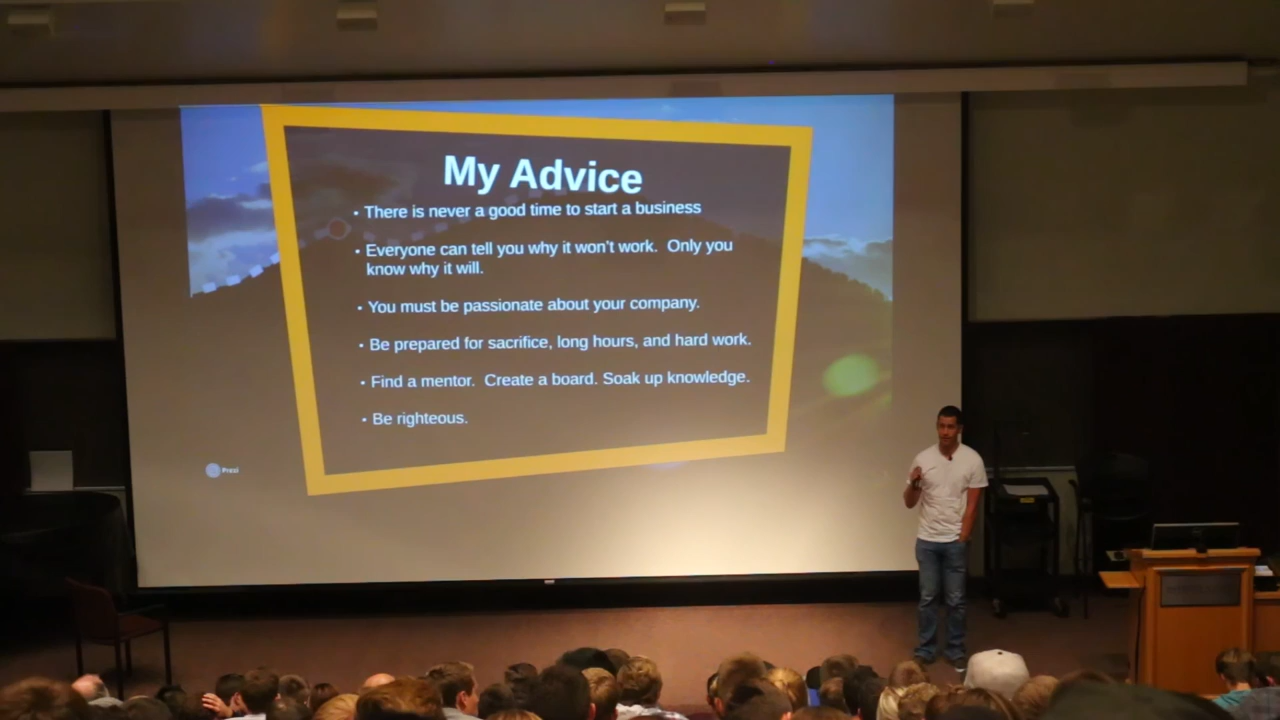 My Advice
• There is never a good time to start a business
• Everyone can tell you why it won't work.  Only you
know why it will.
• You must be passionate about your company.
• Be prepared for sacrifice, long hours, and hard work.
• Find a mentor.  Create a board. Soak up knowledge.
• Be righteous.
Prezi